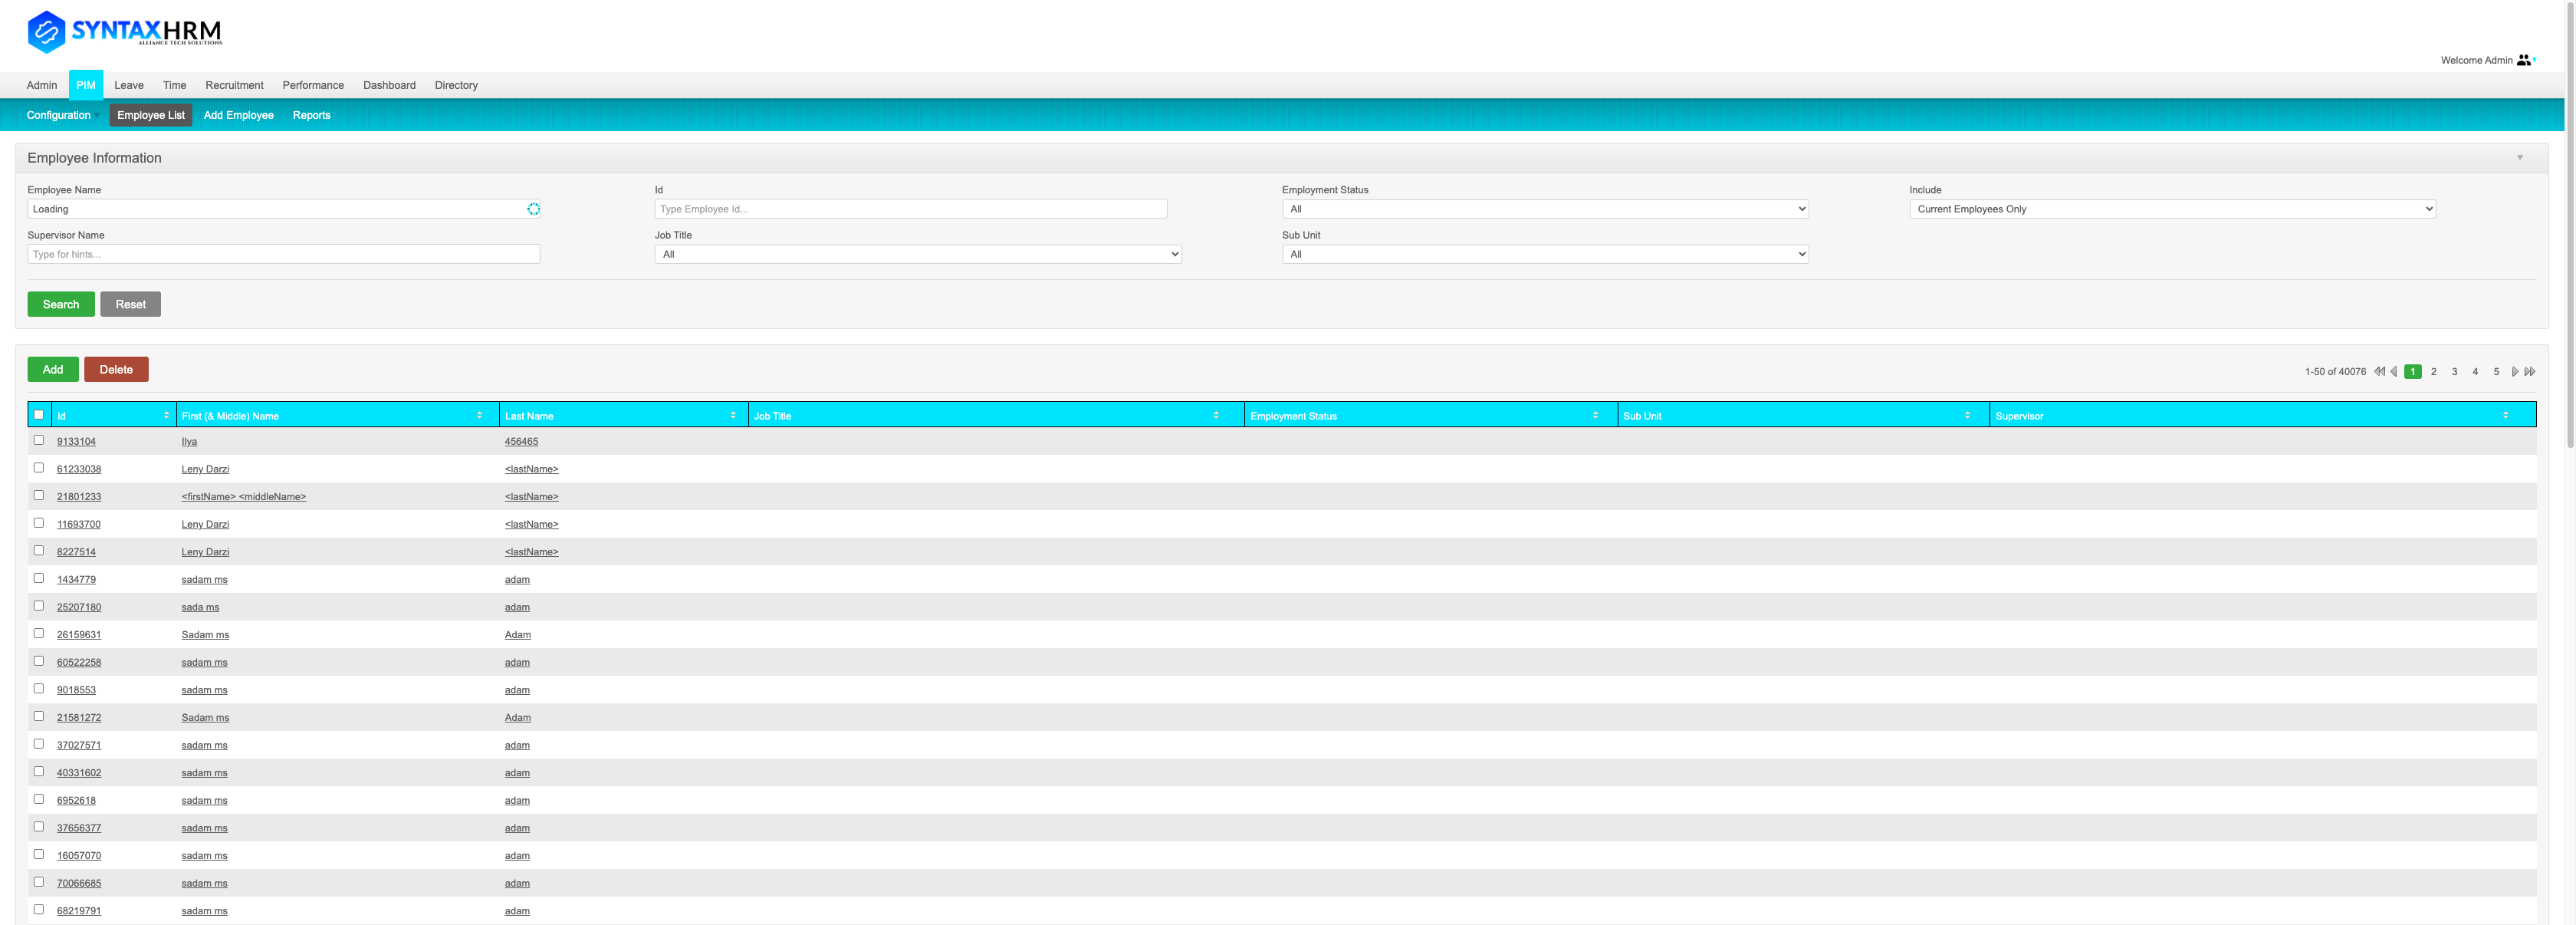 SYNTAXHRM
ALLIANCE TECH SOLUTIONS
Welcome Admin
Admin PIM Leave Time Recruitment Performance Dashboard Directory
Configuration Employee List Add Employee Reports
Employee Information
Employee Name Id Employment Status Include
Loading Type Employee Id... All Current Employees Only
Supervisor Name Job Title Sub Unit
Type for hints... All All
Search Reset
Add Delete 1-50 of 40076 1 2 3 4 5
Id First (& Middle) Name Last Name Job Title Employment Status Sub Unit Supervisor
9133104 Ilya 456465
61233038 Leny Darzi <lastName>
21801233 <firstName> <middleName> <lastName>
11693700 Leny Darzi <lastName>
8227514 Leny Darzi <lastName>
1434779 sadam ms adam
25207180 sada ms adam
26159631 Sadam ms Adam
60522258 sadam ms adam
9018553 sadam ms adam
21581272 Sadam ms Adam
37027571 sadam ms adam
40331602 sadam ms adam
6952618 sadam ms adam
37656377 sadam ms adam
16057070 sadam ms adam
70066685 sadam ms adam
68219791 sadam ms adam